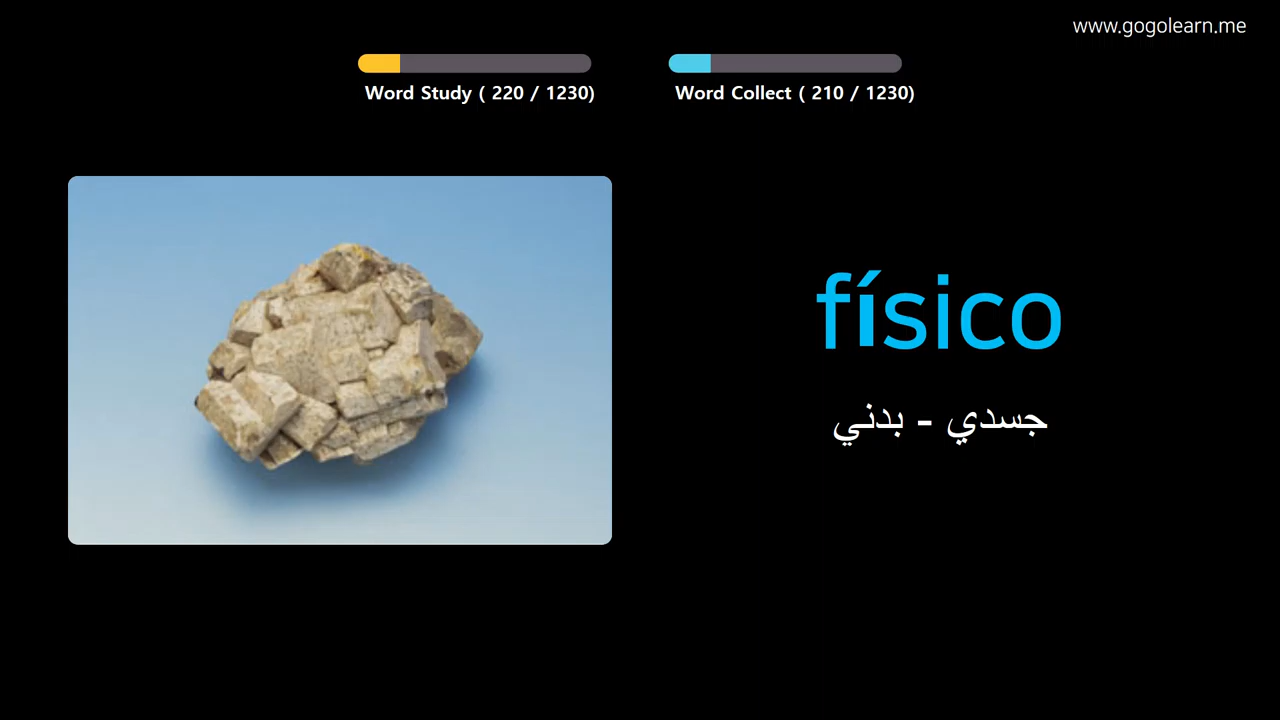 www.gogolearn.me
Word Study ( 220 / 1230)
Word Collect ( 210 / 1230)
físico
جسدي - بدني